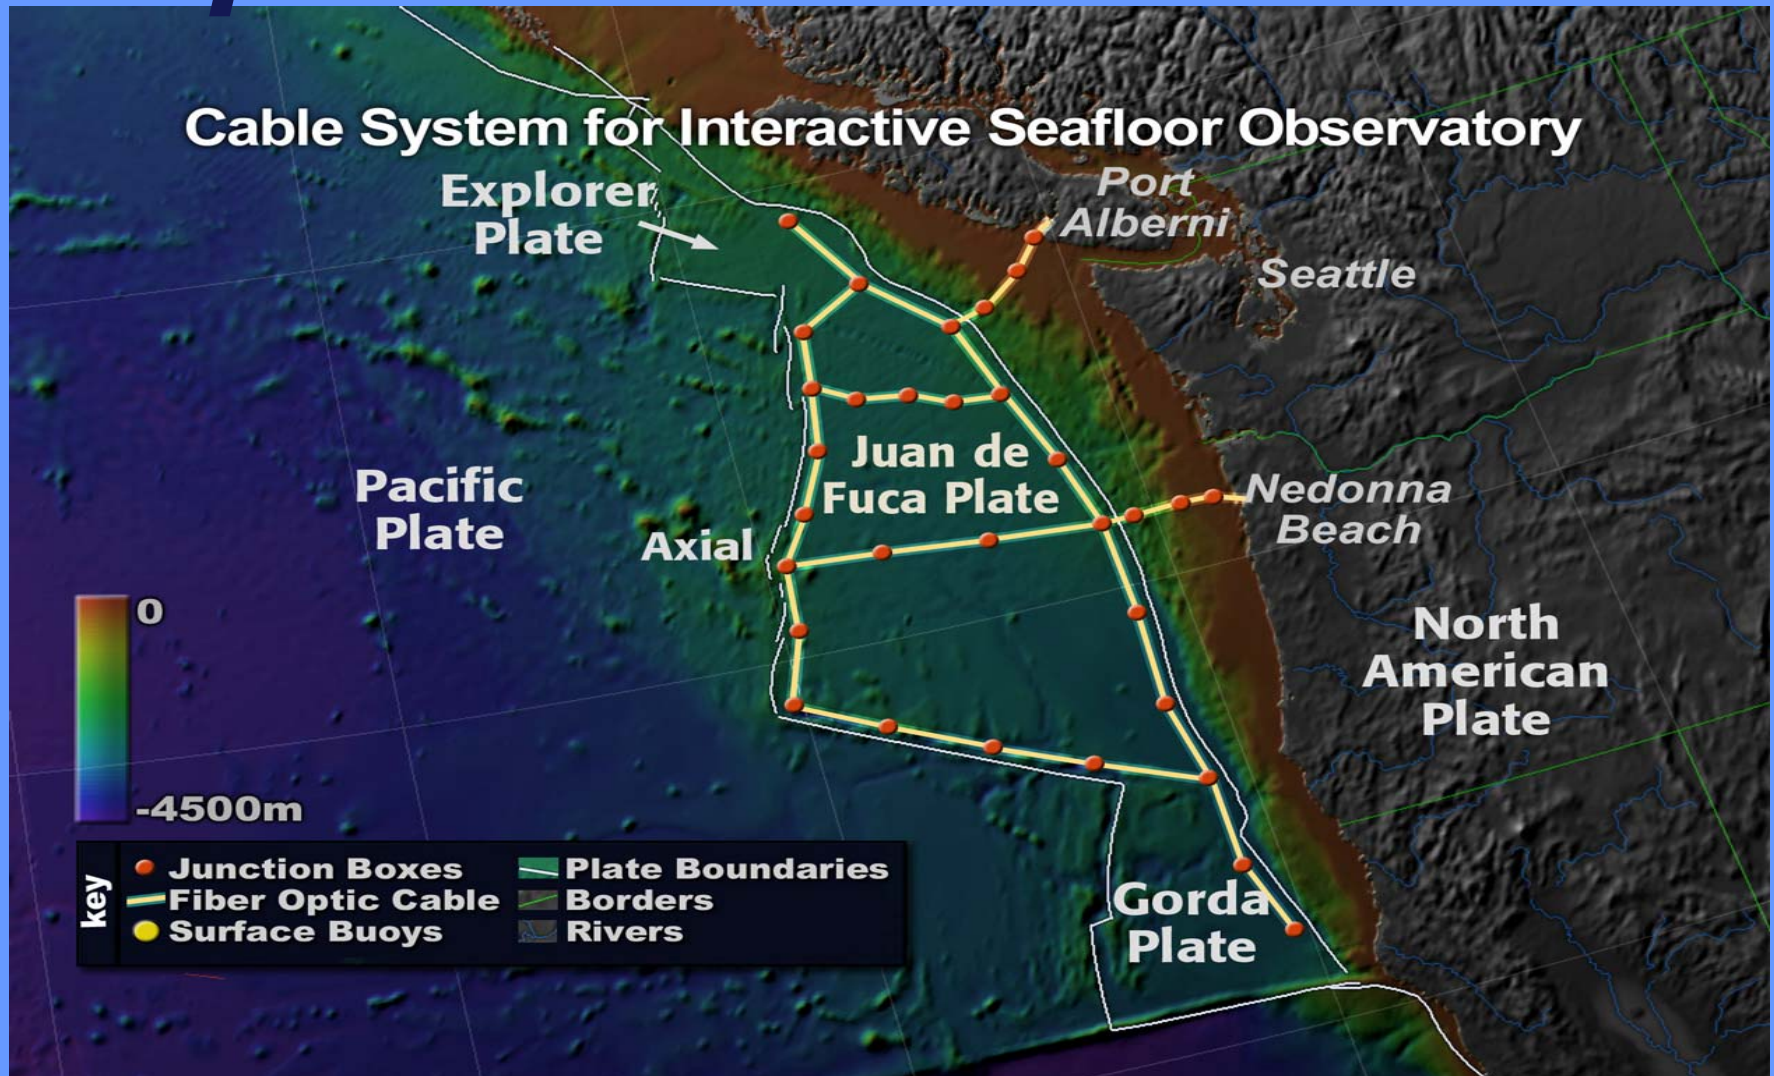 Cable System for Interactive Seafloor Observatory
Explorer
Plate
Port
Alberni
Seattle
Juan de
Fuca Plate
Pacific
Plate
Axial
Nedonna
Beach
North
American
Plate
0
-4500m
key
Junction Boxes
Fiber Optic Cable
Surface Buoys
Plate Boundaries
Borders
Rivers
Gorda
Plate